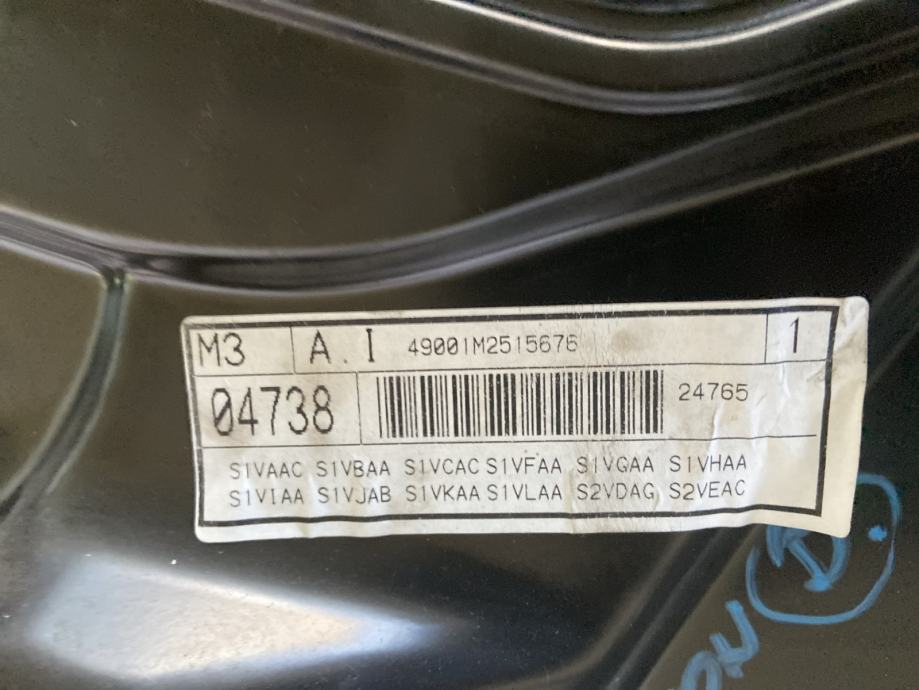 M3 A.I 49001M2515676 1
04738 24765
S1VAAC S1VBAA S1VCAC S1VFAA S1VGAA S1VHAA
S1VIAA S1VJAB S1VKAA S1VLAA S2VDAG S2VEAC